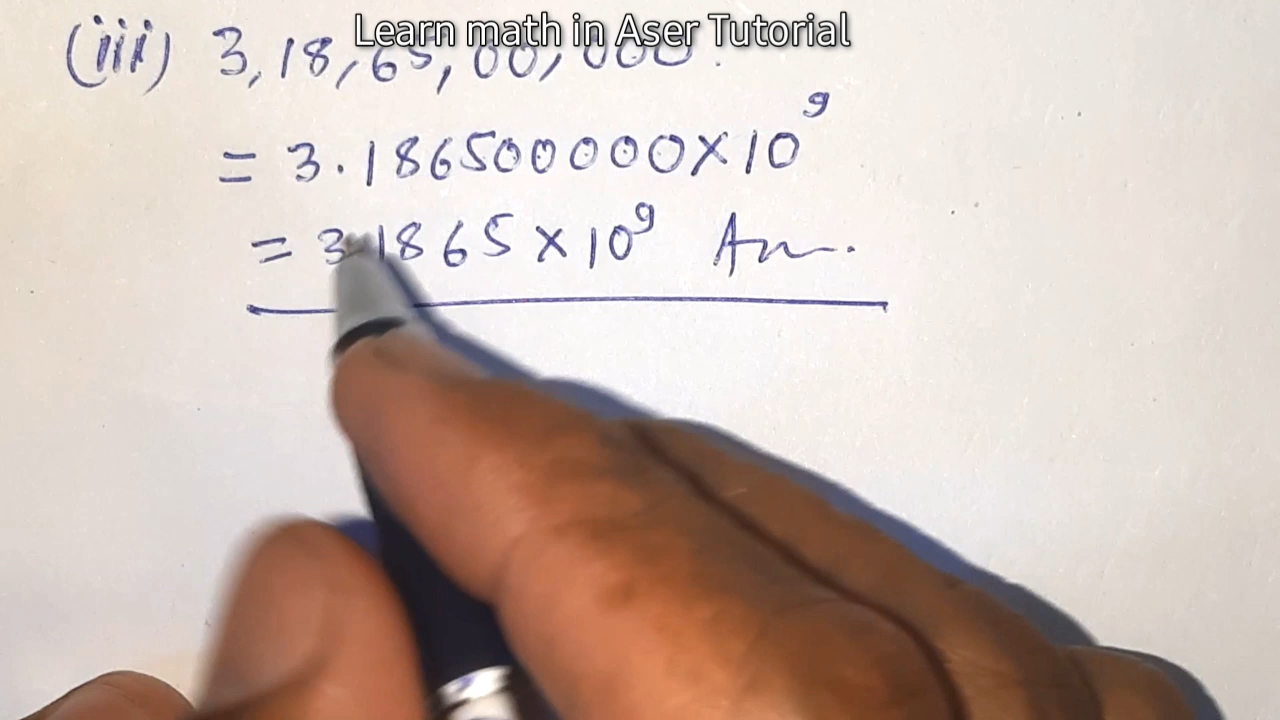 Learn math in Aser Tutorial
(iii) 3,18,65,00,000.
= 3.186500000×10⁹
= 3.1865×10⁹ Ans.